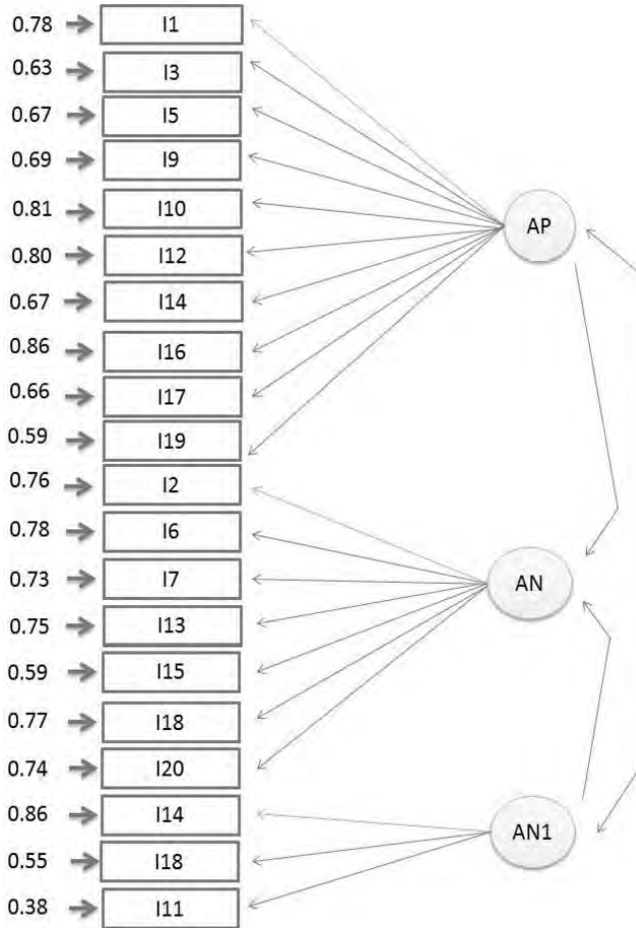 0.78 I1
0.63 I3
0.67 I5
0.69 I9
0.81 I10
AP
0.80 I12
0.67 I14
0.86 I16
0.66 I17
0.59 I19
0.76 I2
0.78 I6
0.73 I7
AN
0.75 I13
0.59 I15
0.77 I18
0.74 I20
0.86 I14
AN1
0.55 I18
0.38 I11